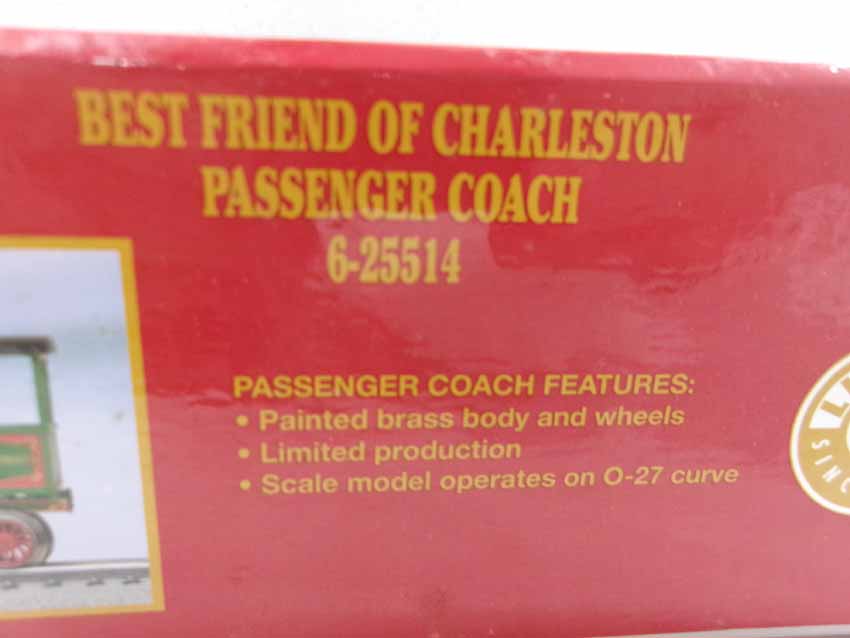 BEST FRIEND OF CHARLESTON
PASSENGER COACH
6-25514
PASSENGER COACH FEATURES:
• Painted brass body and wheels
• Limited production
• Scale model operates on O-27 curve